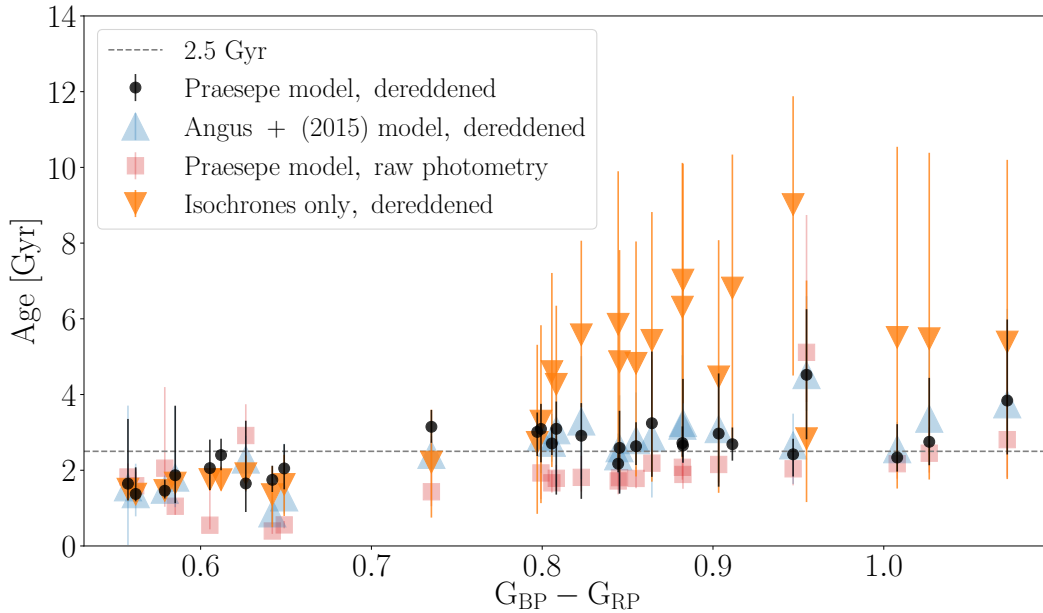 14
12
10
8
6
4
2
0
Age [Gyr]
2.5 Gyr
Praesepe model, dereddened
Angus + (2015) model, dereddened
Praesepe model, raw photometry
Isochrones only, dereddened
0.6 0.7 0.8 0.9 1.0
G_BP − G_RP